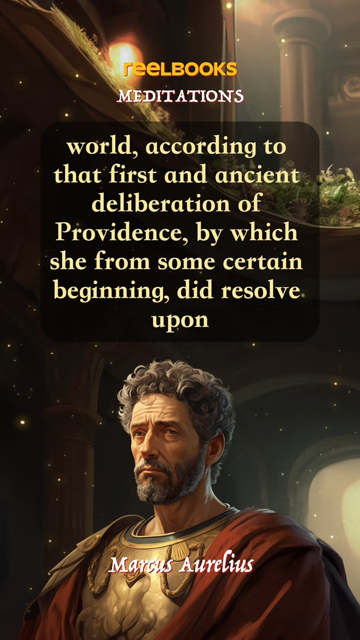 reelbooks
MEDITATIONS
world, according to
that first and ancient
deliberation of
Providence, by which
she from some certain
beginning, did resolve
upon
Marcus Aurelius